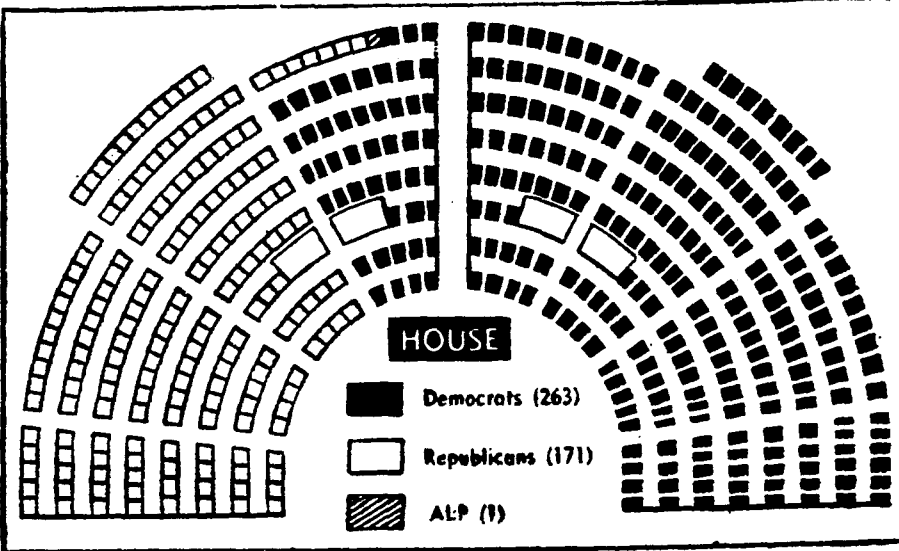 HOUSE
Democrats (263)
Republicans (171)
ALP (1)